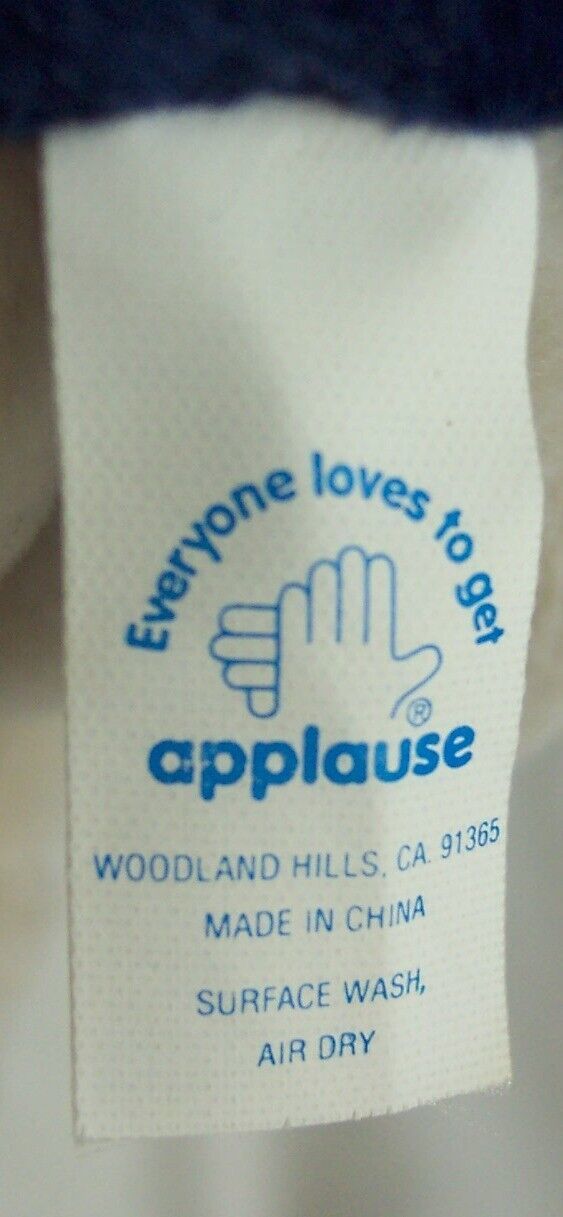 Everyone loves to get
®
applause
WOODLAND HILLS, CA. 91365
MADE IN CHINA
SURFACE WASH,
AIR DRY